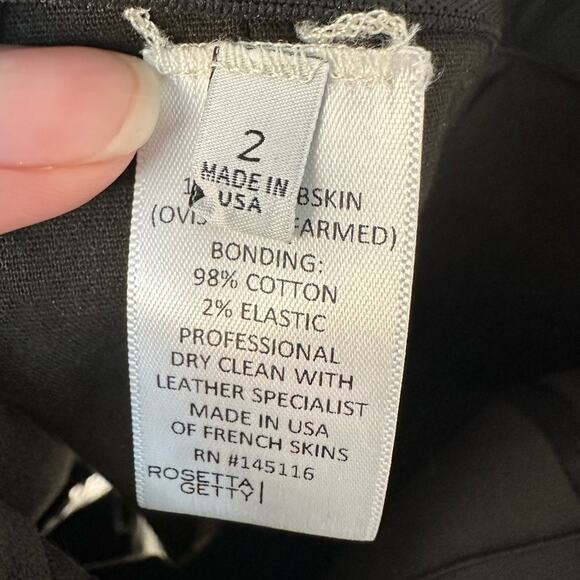 2
MADE IN
USA
BSKIN
(OVIS FARMED)
BONDING:
98% COTTON
2% ELASTIC
PROFESSIONAL
DRY CLEAN WITH
LEATHER SPECIALIST
MADE IN USA
OF FRENCH SKINS
RN #145116
ROSETTA
GETTY